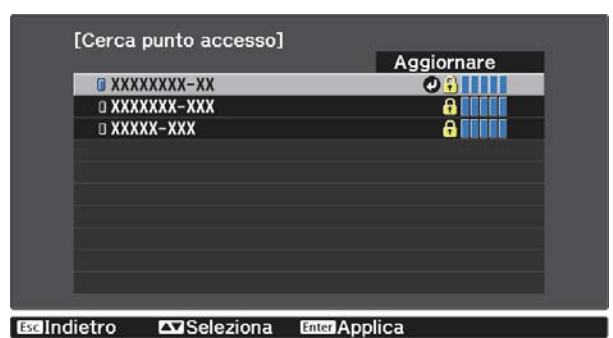 [Cerca punto accesso]
Aggiornare
XXXXXXXX-XX
XXXXXXX-XXX
XXXXX-XXX
Esc Indietro Seleziona Enter Applica